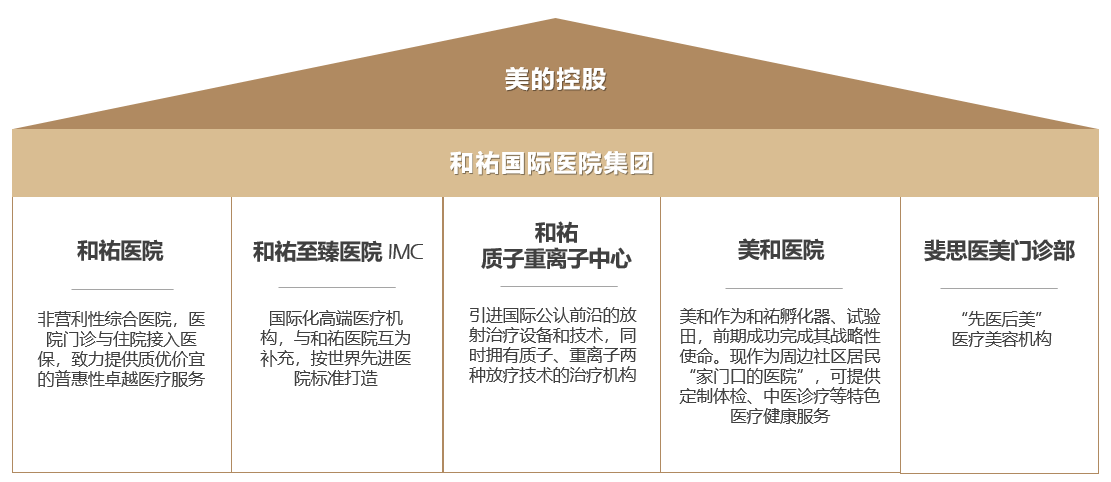 美的控股
和祐国际医院集团
和祐医院
非营利性综合医院，医
院门诊与住院接入医
保，致力提供质优价宜
的普惠性卓越医疗服务
和祐至臻医院 IMC
国际化高端医疗机
构，与和祐医院互为
补充，按世界先进医
院标准打造
和祐
质子重离子中心
引进国际公认前沿的放
射治疗设备和技术，同
时拥有质子、重离子两
种放疗技术的治疗机构
美和医院
美和作为和祐孵化器、试验
田，前期成功完成其战略性
使命。现作为周边社区居民
“家门口的医院”，可提供
定制体检、中医诊疗等特色
医疗健康服务
斐思医美门诊部
“先医后美”
医疗美容机构